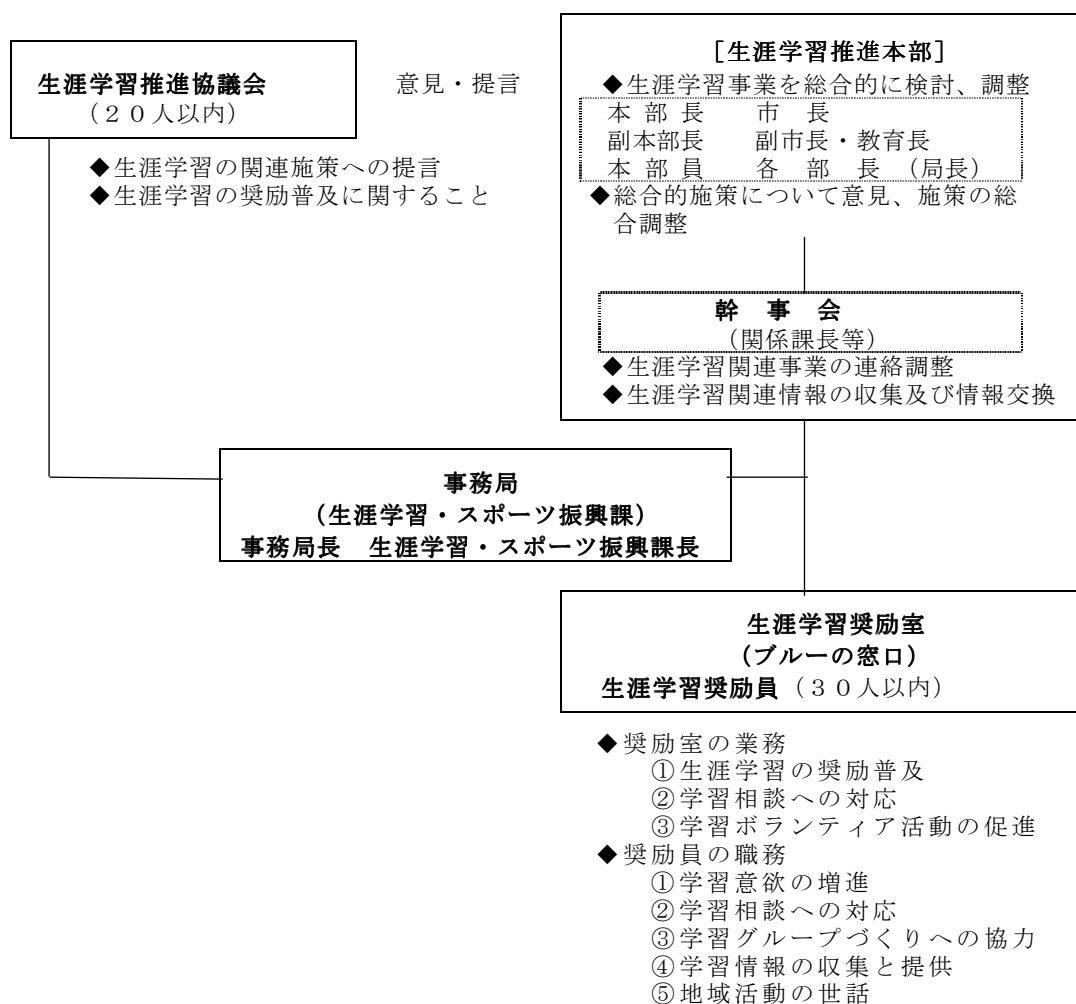 生涯学習推進協議会
（２０人以内）
意見・提言
◆生涯学習の関連施策への提言
◆生涯学習の奨励普及に関すること
［生涯学習推進本部］
◆生涯学習事業を総合的に検討、調整
本 部 長　市　長
副本部長　副市長・教育長
本 部 員　各　部　長（局長）
◆総合的施策について意見、施策の総
合調整
幹　事　会
（関係課長等）
◆生涯学習関連事業の連絡調整
◆生涯学習関連情報の収集及び情報交換
事務局
（生涯学習・スポーツ振興課）
事務局長　生涯学習・スポーツ振興課長
生涯学習奨励室
（ブルーの窓口）
生涯学習奨励員（３０人以内）
◆奨励室の業務
①生涯学習の奨励普及
②学習相談への対応
③学習ボランティア活動の促進
◆奨励員の職務
①学習意欲の増進
②学習相談への対応
③学習グループづくりへの協力
④学習情報の収集と提供
⑤地域活動の世話